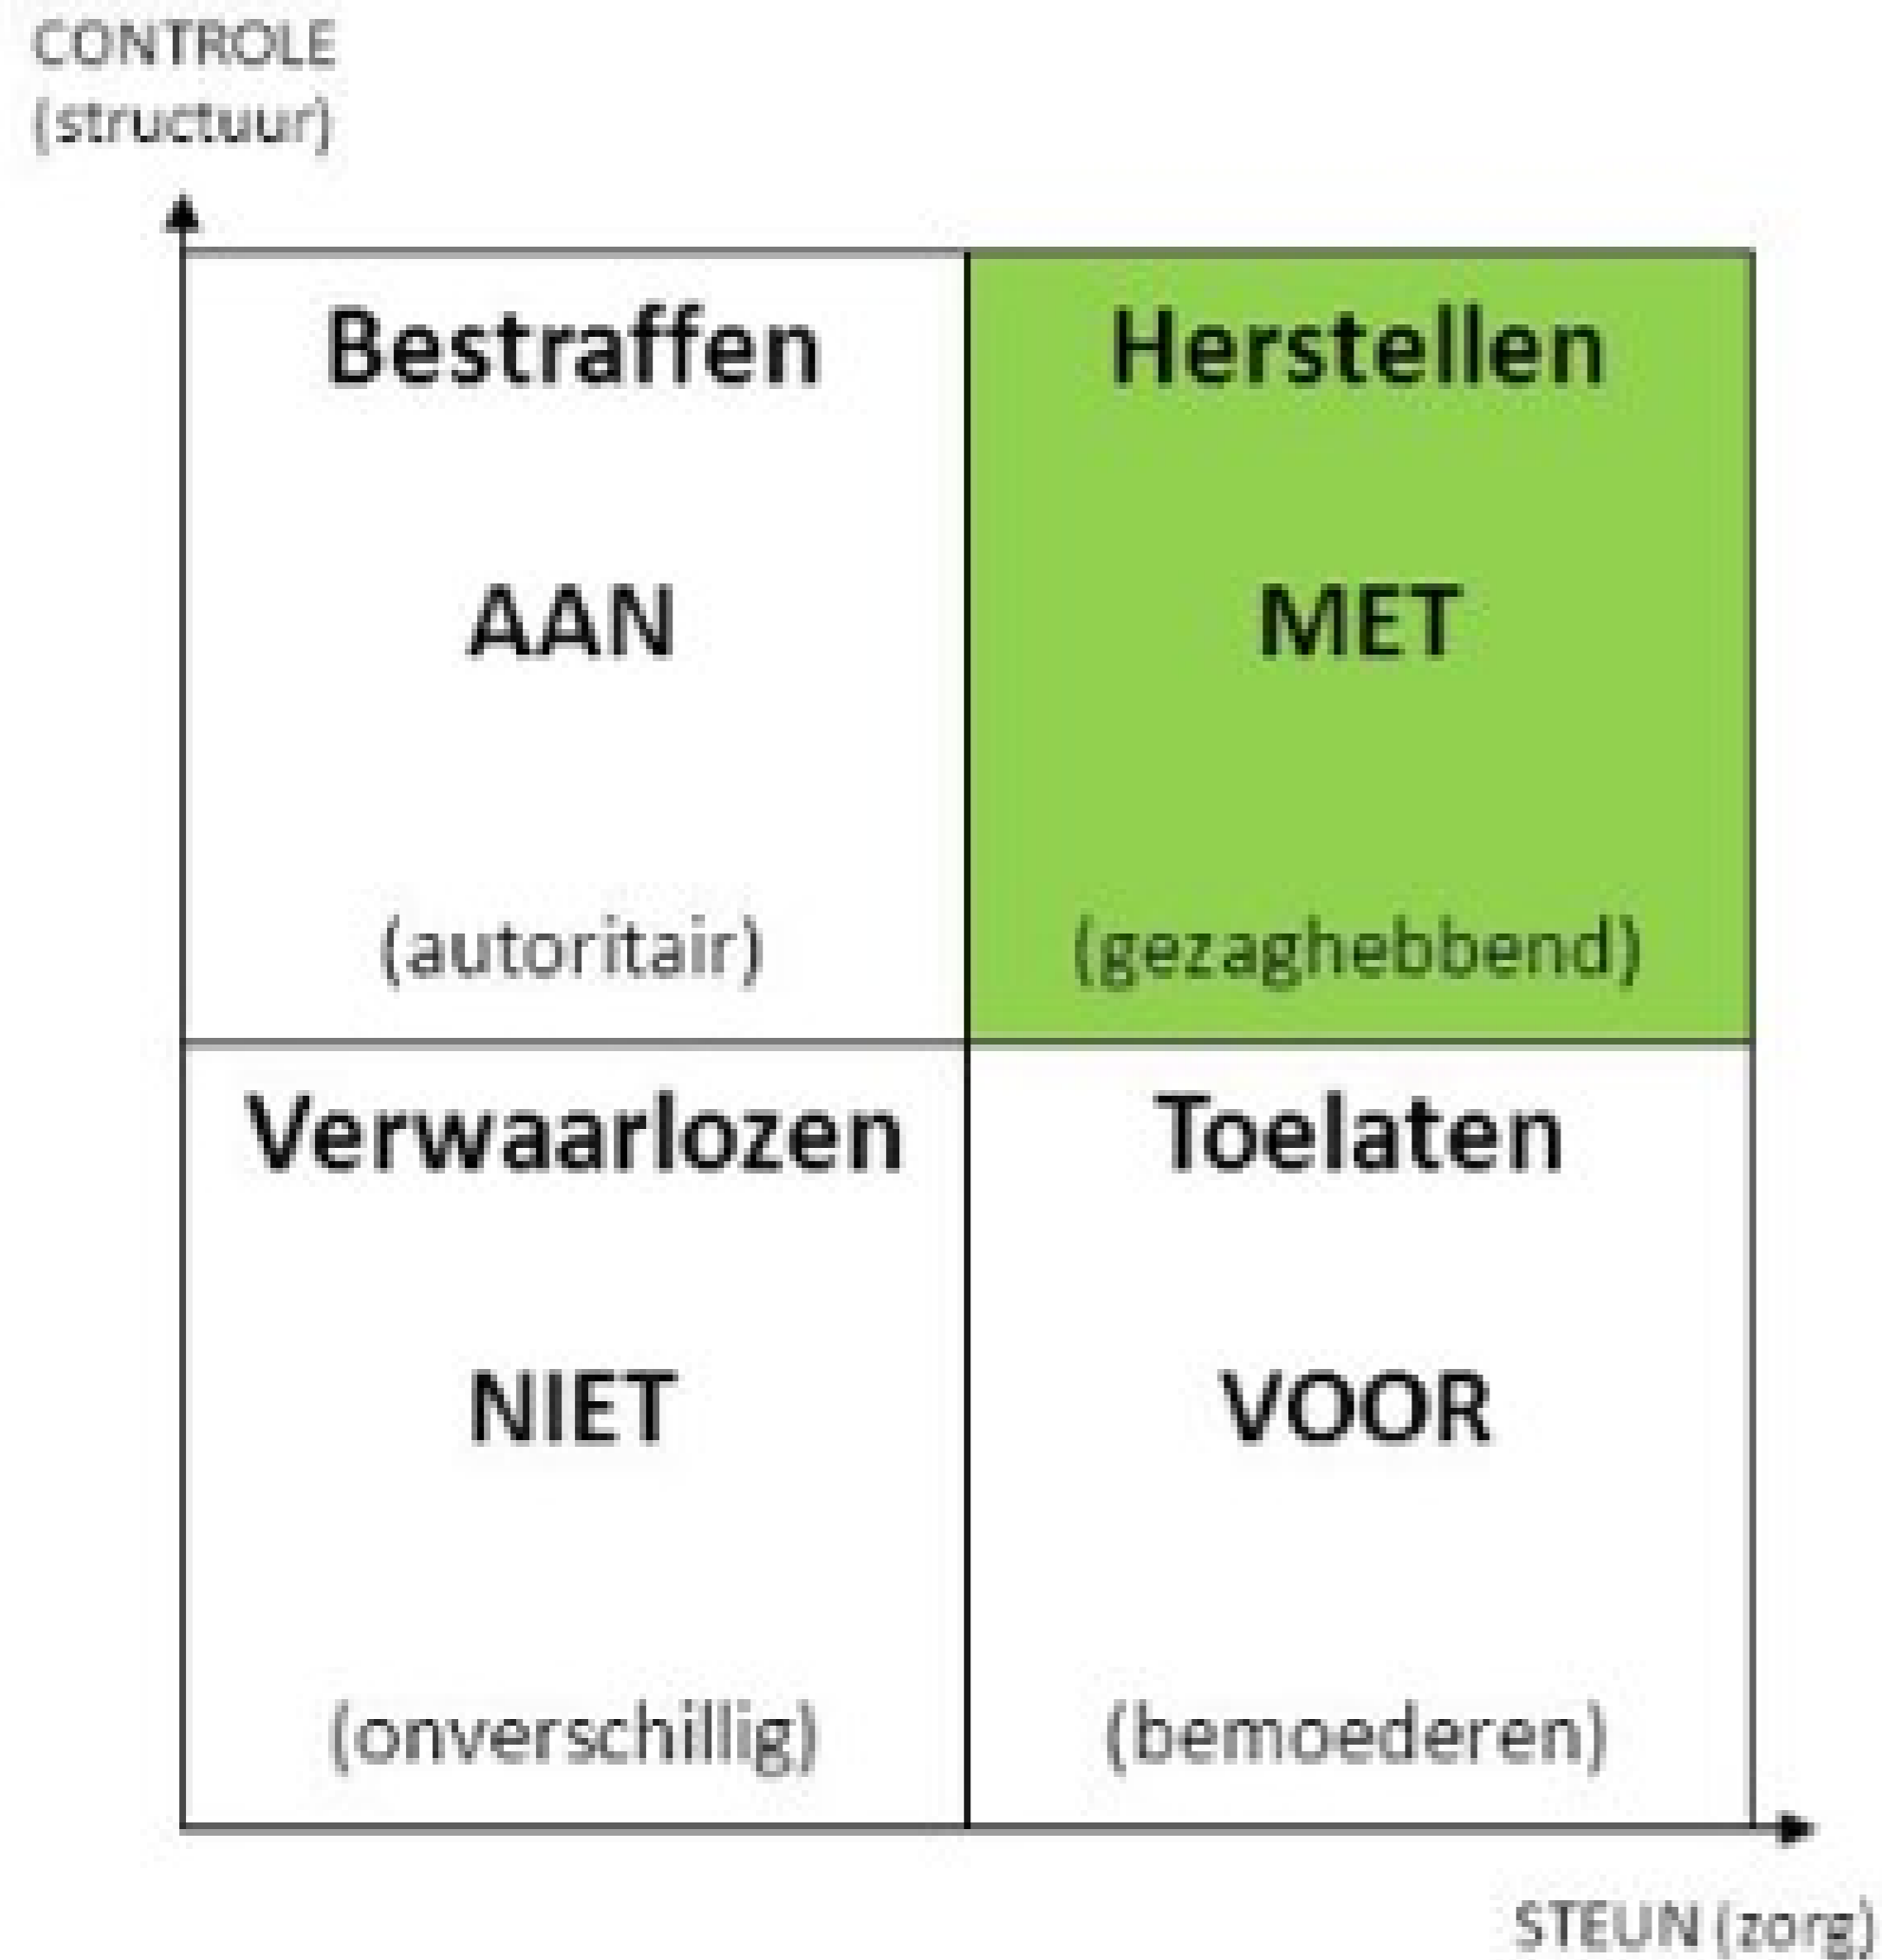 CONTROLE
(structuur)
Bestraffen
AAN
(autoritair)
Herstellen
MET
(gezaghebbend)
Verwaarlozen
NIET
(onverschillig)
Toelaten
VOOR
(bemoederen)
STEUN (zorg)